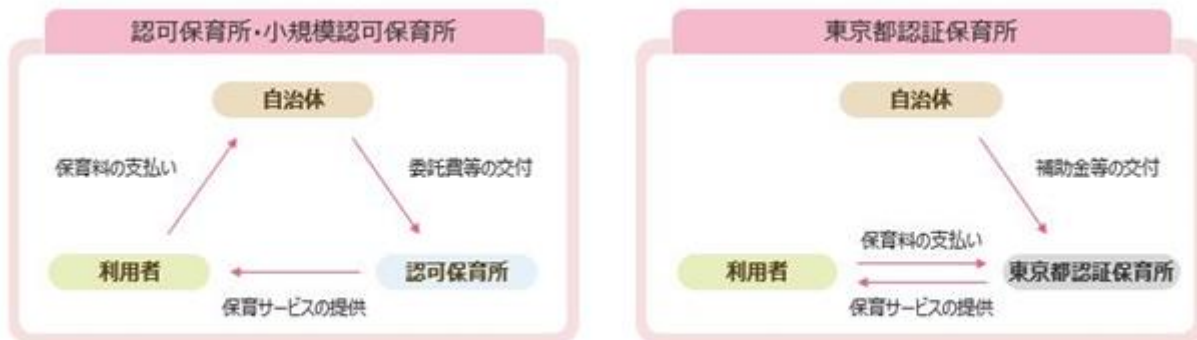 認可保育所・小規模認可保育所
自治体
保育料の支払い
委託費等の交付
利用者
認可保育所
保育サービスの提供
東京都認証保育所
自治体
補助金等の交付
保育料の支払い
利用者
東京都認証保育所
保育サービスの提供